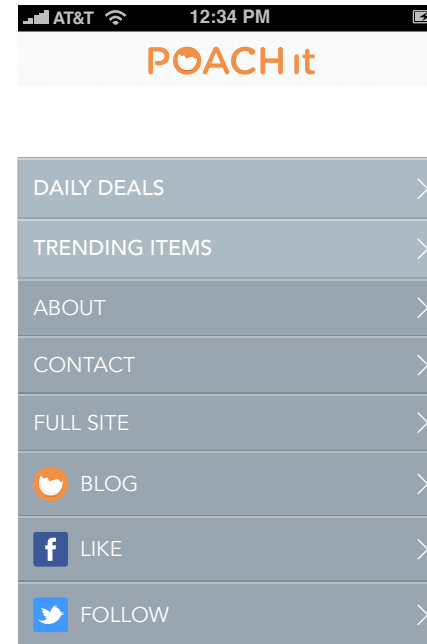 AT&T 12:34 PM
POACH it
DAILY DEALS
TRENDING ITEMS
ABOUT
CONTACT
FULL SITE
BLOG
f LIKE
FOLLOW